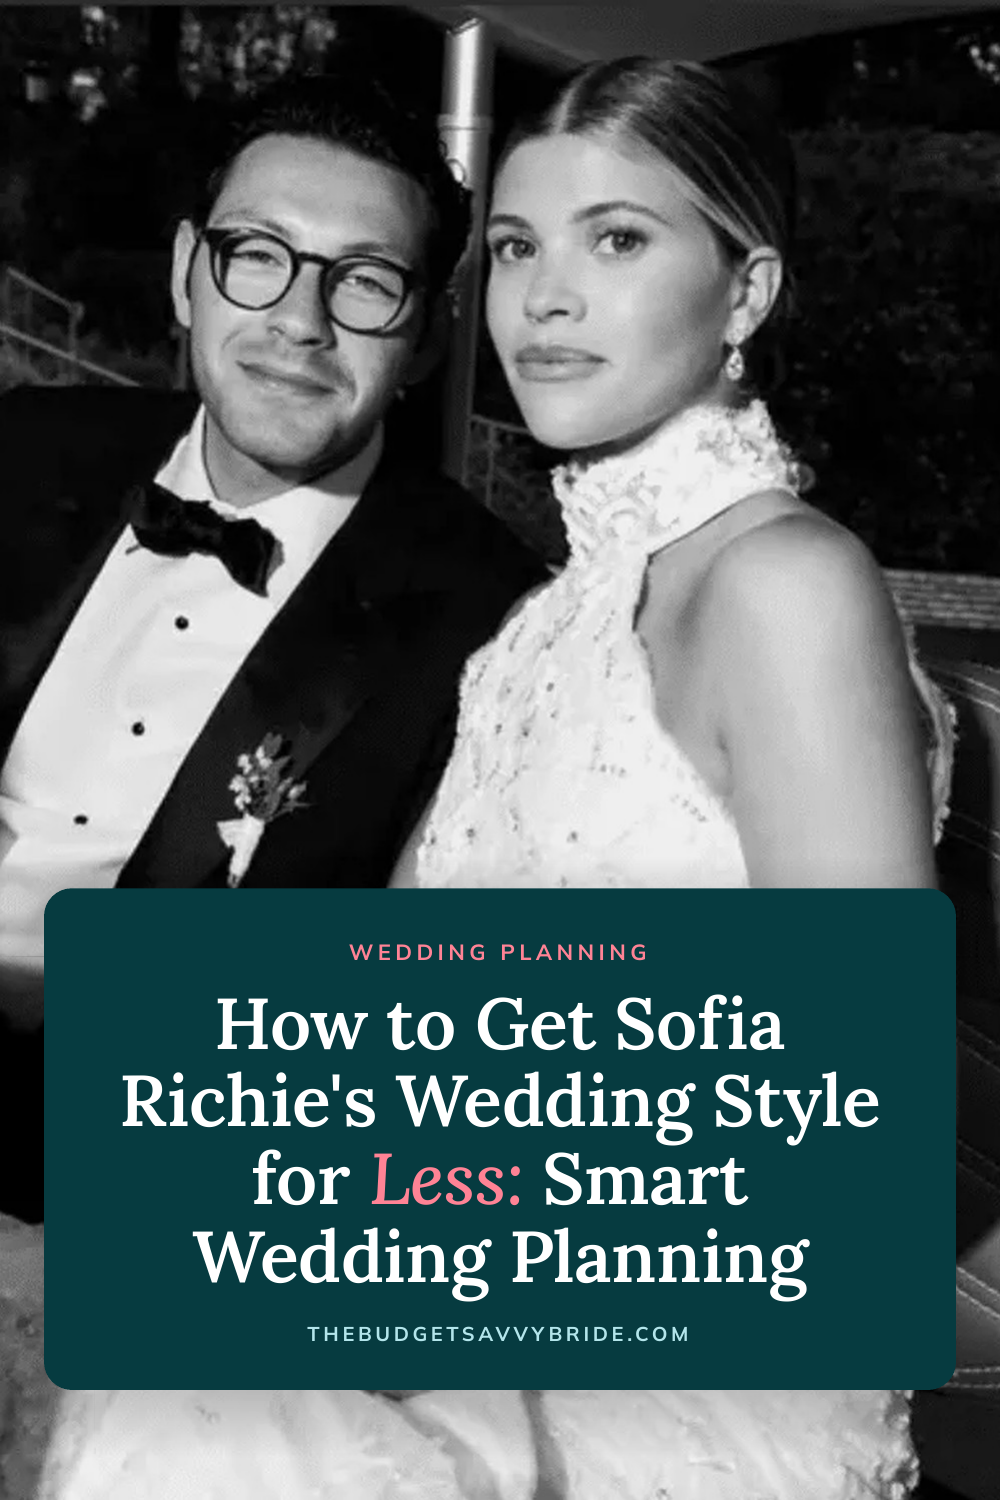 WEDDING PLANNING
How to Get Sofia
Richie's Wedding Style
for Less: Smart
Wedding Planning
THEBUDGETSAVVYBRIDE.COM